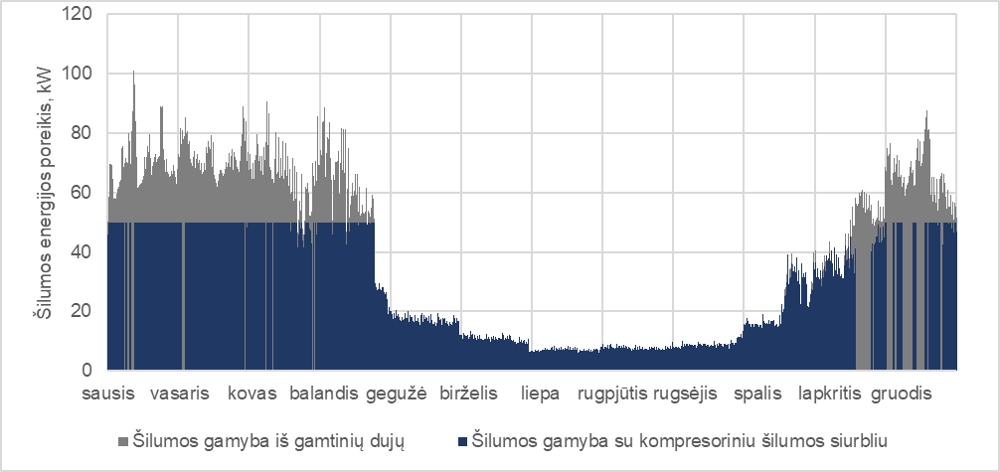 Šilumos energijos poreikis, kW
120
100
80
60
40
20
0
sausis vasaris kovas balandis gegužė birželis liepa rugpjūtis rugsėjis spalis lapkritis gruodis
Šilumos gamyba iš gamtinių dujų
Šilumos gamyba su kompresoriniu šilumos siurbliu